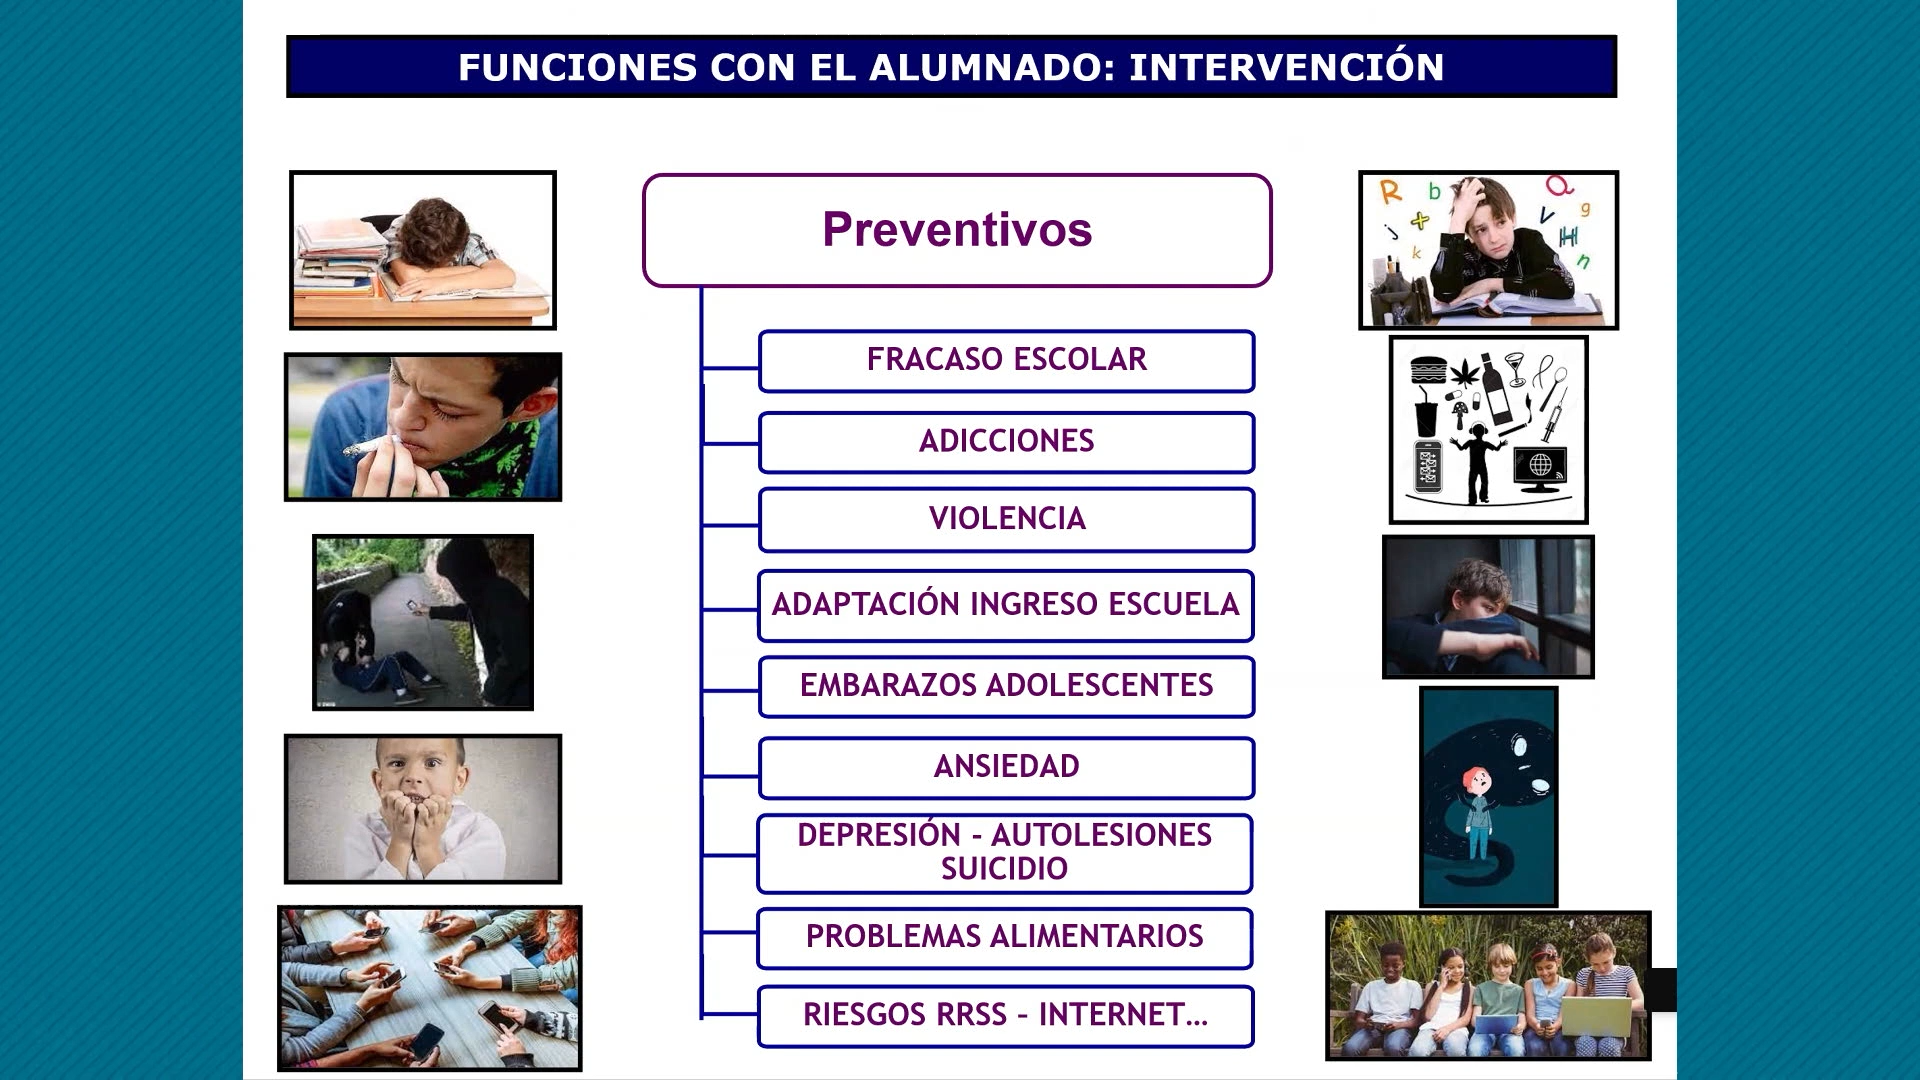 FUNCIONES CON EL ALUMNADO: INTERVENCIÓN
Preventivos
FRACASO ESCOLAR
ADICCIONES
VIOLENCIA
ADAPTACIÓN INGRESO ESCUELA
EMBARAZOS ADOLESCENTES
ANSIEDAD
DEPRESIÓN - AUTOLESIONES
SUICIDIO
PROBLEMAS ALIMENTARIOS
RIESGOS RRSS – INTERNET…
R b Q g
j x k V H n